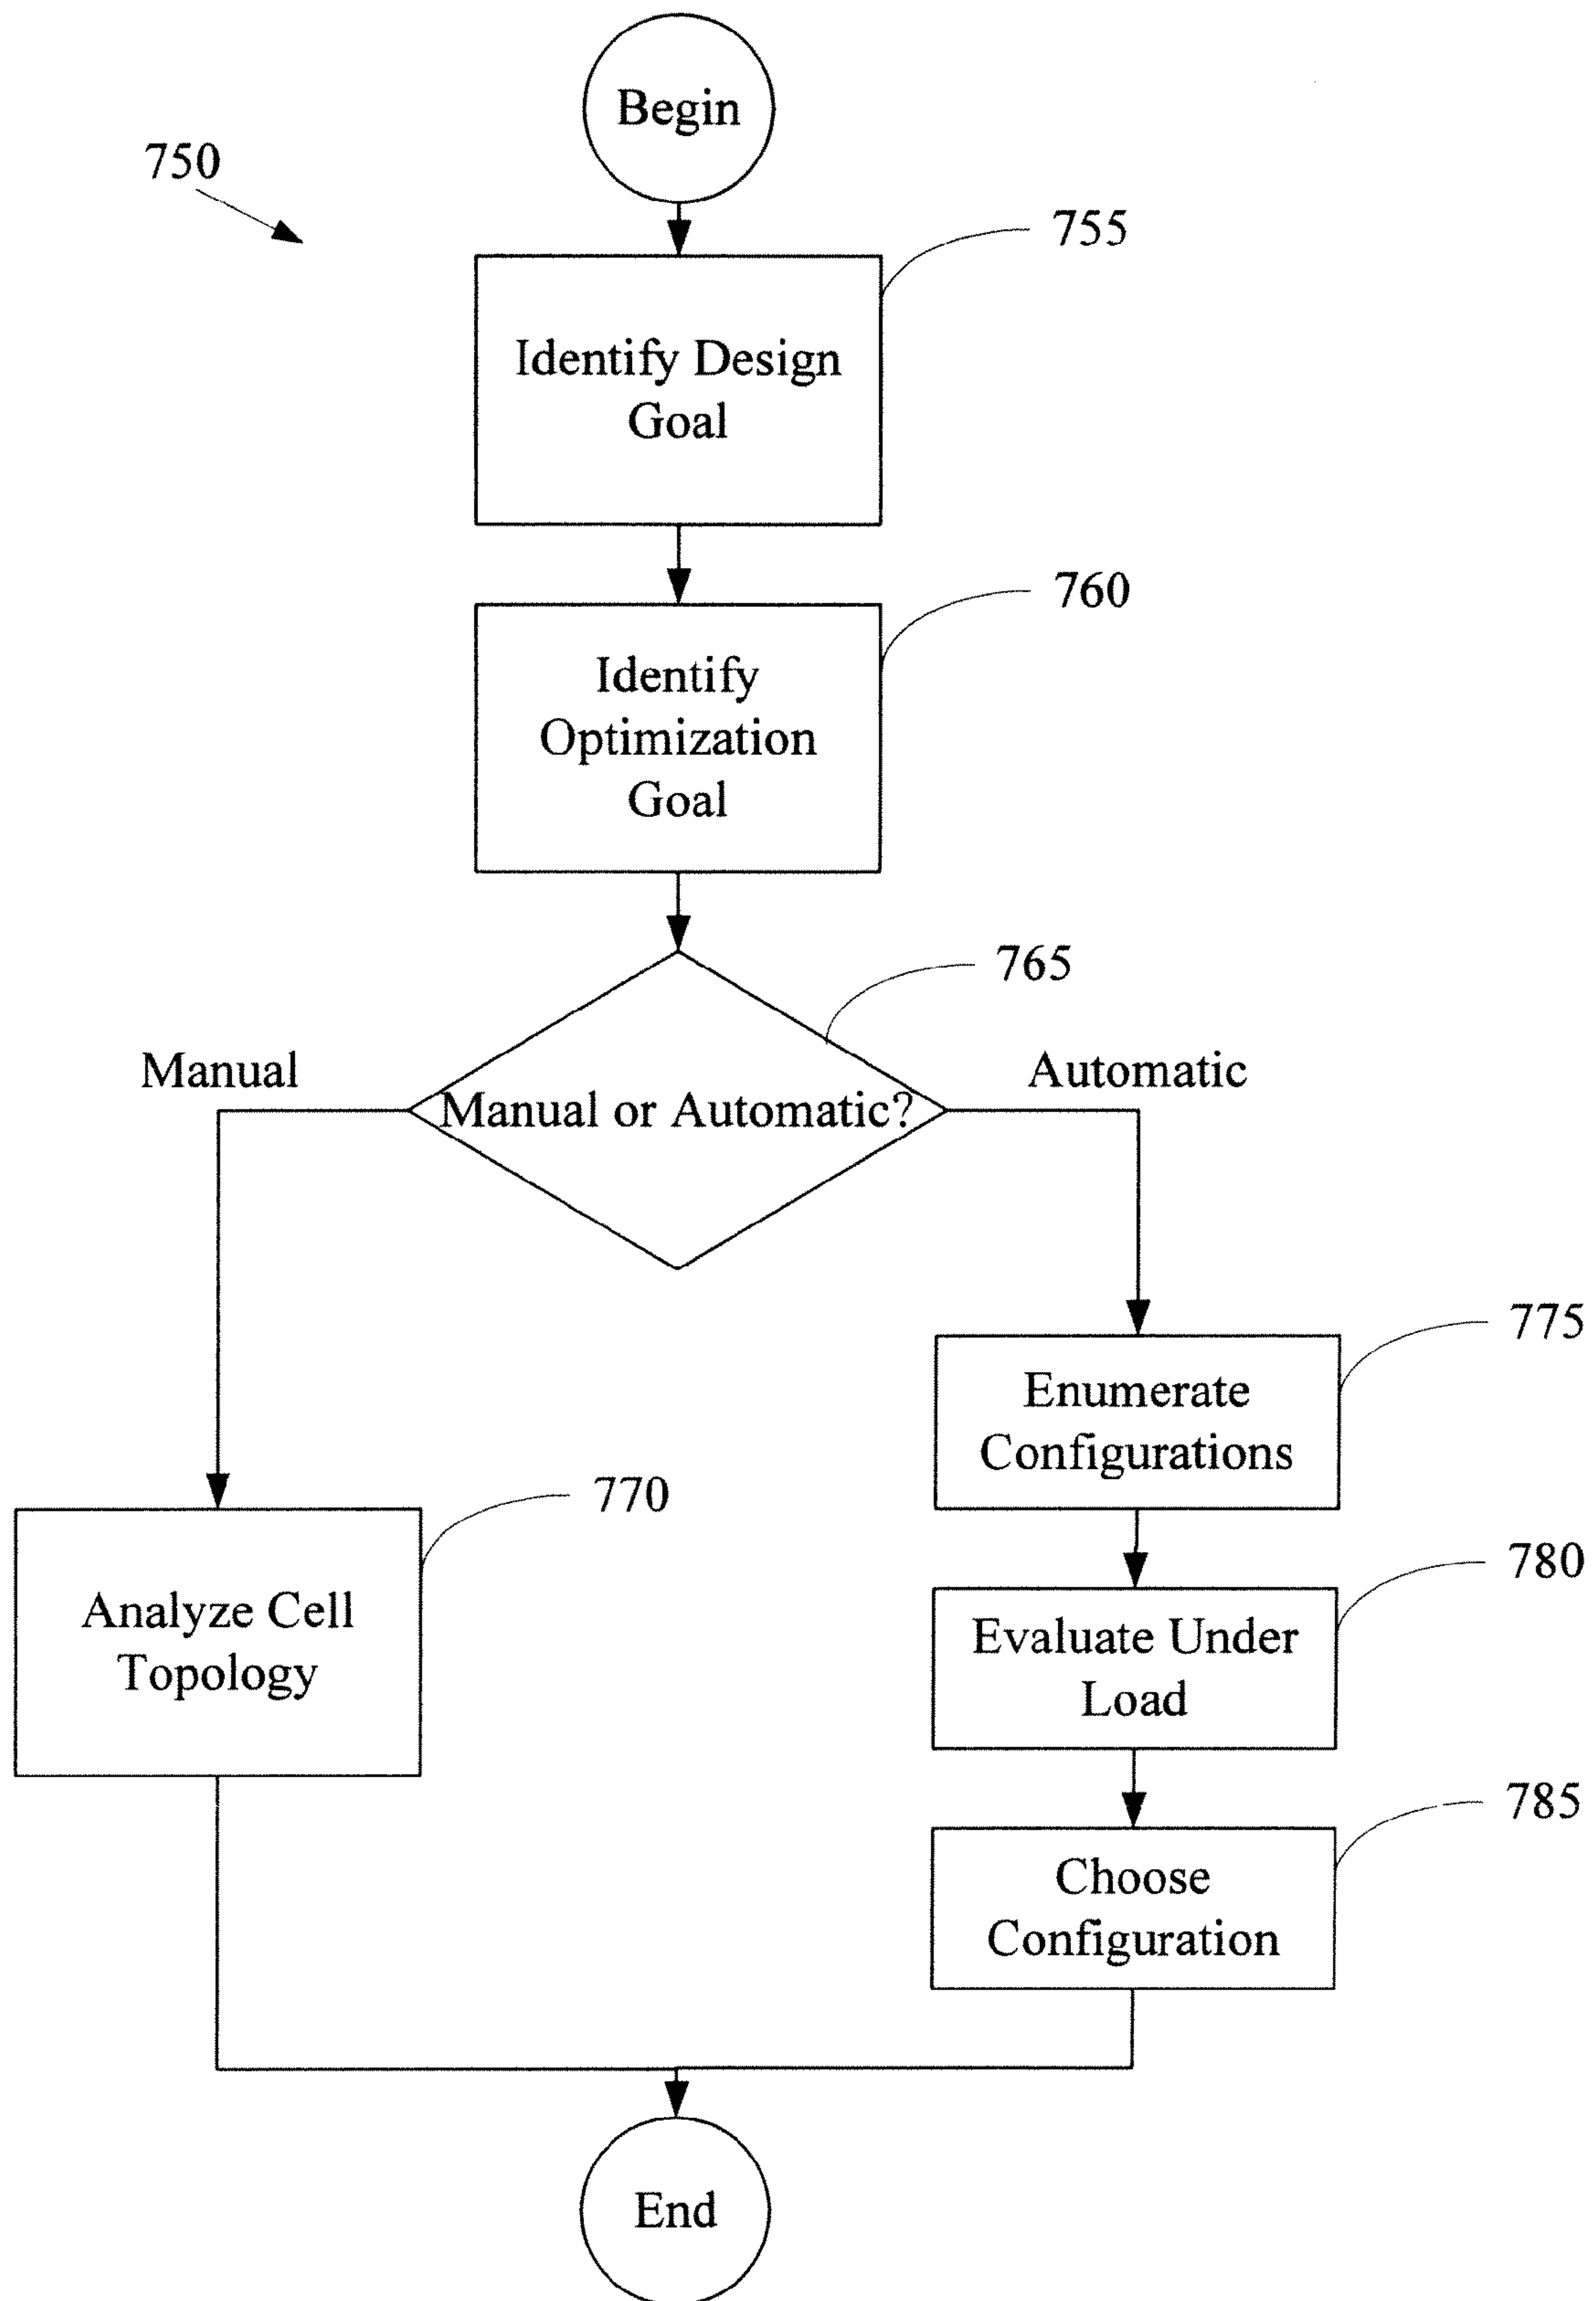 Begin
750
755
Identify Design
Goal
760
Identify
Optimization
Goal
765
Manual
Manual or Automatic?
Automatic
775
Enumerate
Configurations
770
Analyze Cell
Topology
780
Evaluate Under
Load
785
Choose
Configuration
End